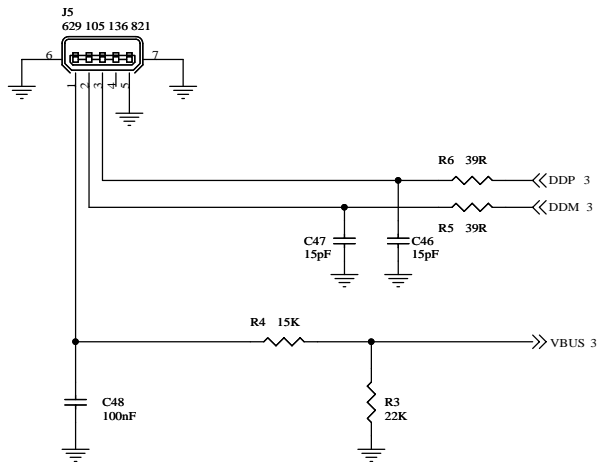 J5
629 105 136 821
6
7
1
2
3
4
5
R6 39R
DDP 3
DDM 3
R5 39R
C47
15pF
C46
15pF
R4 15K
VBUS 3
C48
100nF
R3
22K